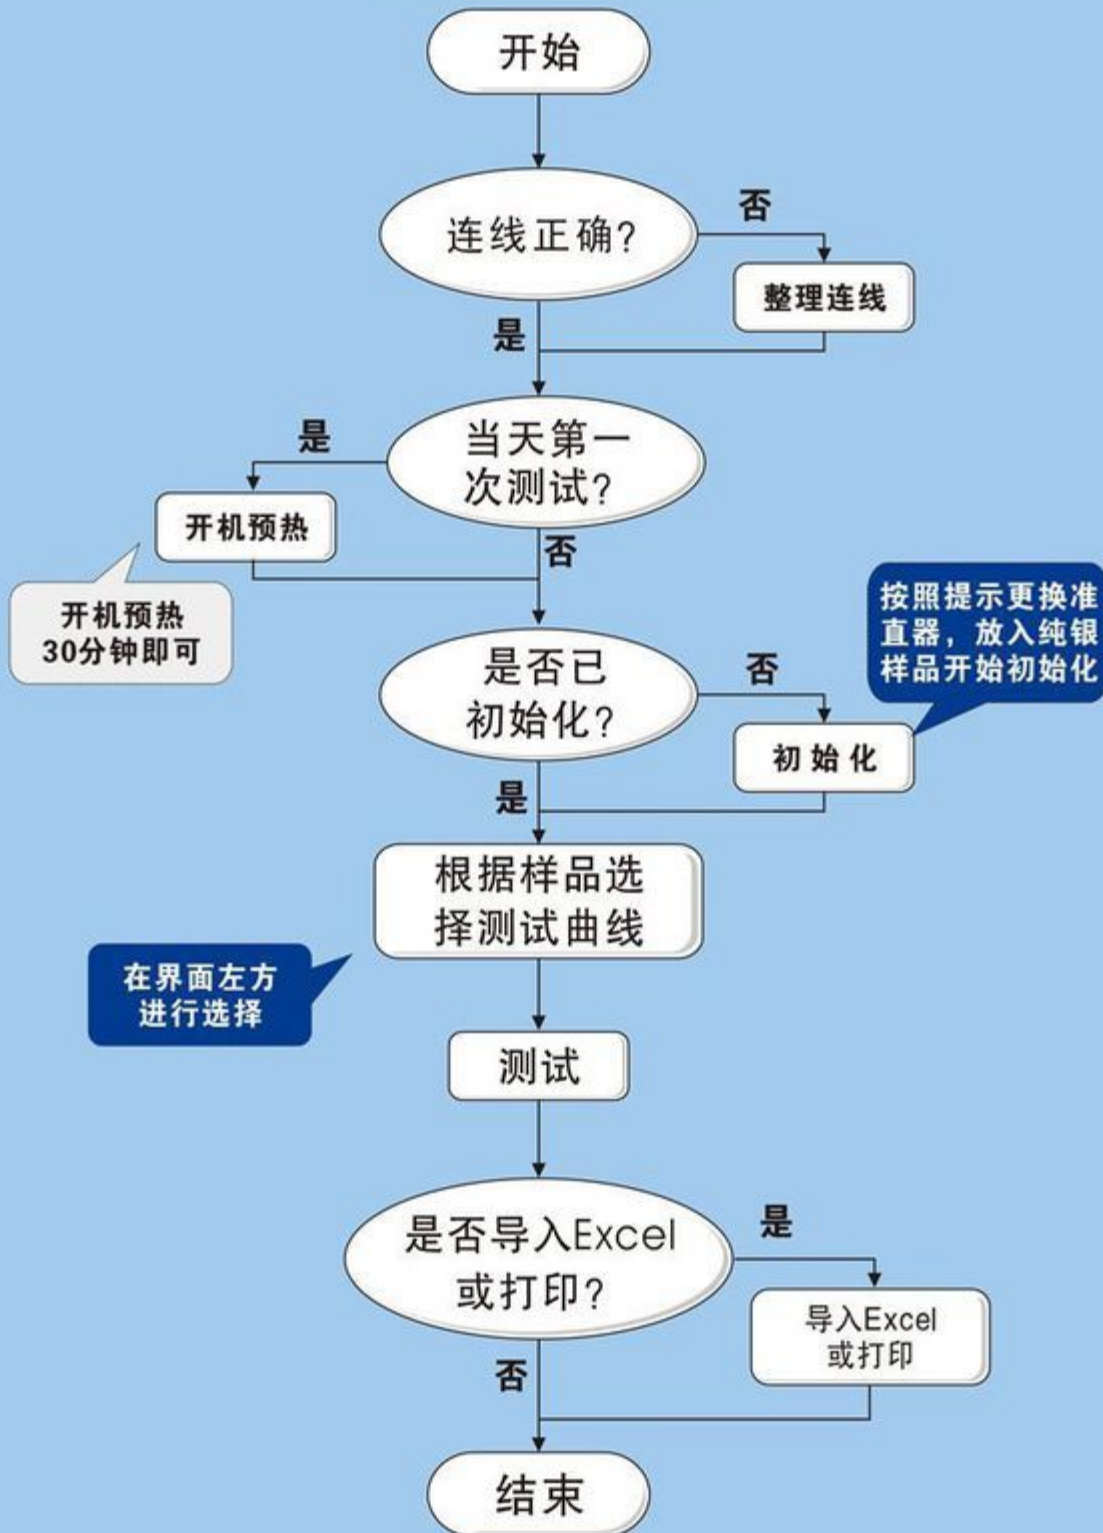 开始
连线正确?
否
整理连线
是
当天第一
次测试?
是
开机预热
开机预热
30分钟即可
否
是否已
初始化?
否
初始化
按照提示更换准
直器，放入纯银
样品开始初始化
是
根据样品选
择测试曲线
在界面左方
进行选择
测试
是否导入Excel
或打印?
是
导入Excel
或打印
否
结束